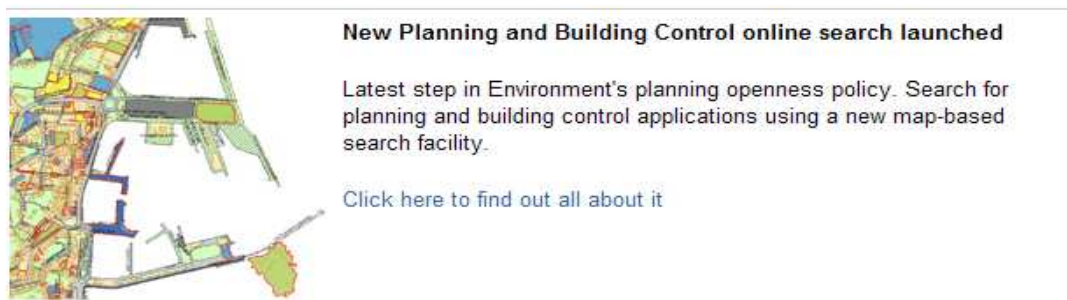 New Planning and Building Control online search launched
Latest step in Environment's planning openness policy. Search for
planning and building control applications using a new map-based
search facility.
Click here to find out all about it